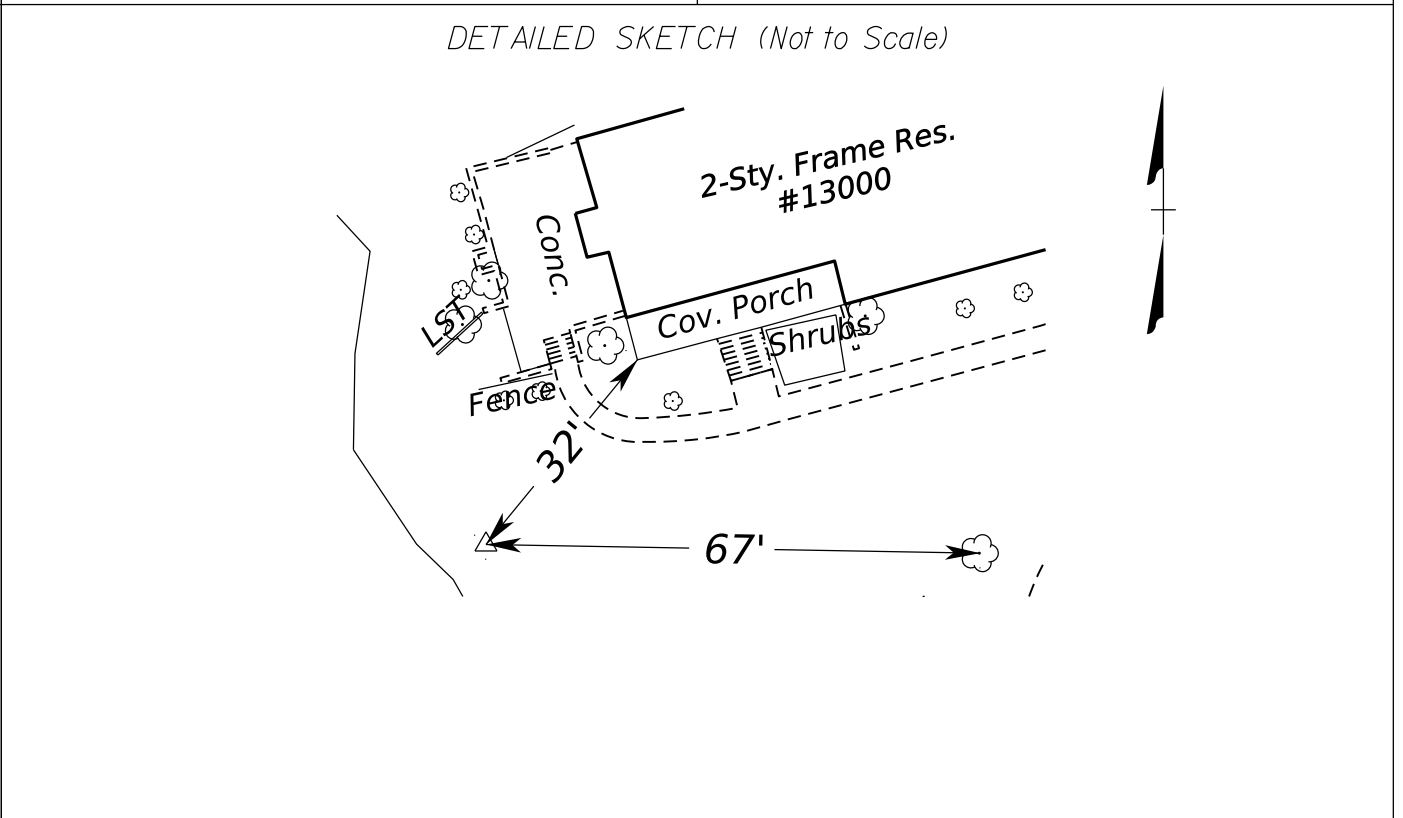 DETAILED SKETCH (Not to Scale)
2-Sty. Frame Res.
#13000
Conc.
Cov. Porch
LST
Shrubs
Fence
32'
67'